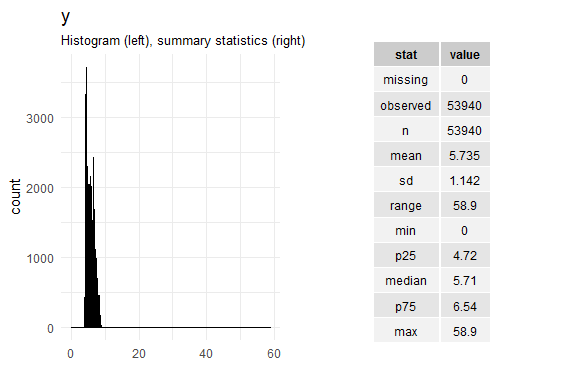 y
Histogram (left), summary statistics (right)
count
3000
2000
1000
0
0 20 40 60
stat value
missing 0
observed 53940
n 53940
mean 5.735
sd 1.142
range 58.9
min 0
p25 4.72
median 5.71
p75 6.54
max 58.9